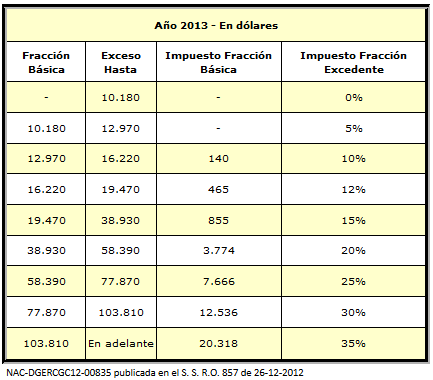 Año 2013 - En dólares
Fracción Básica Exceso Hasta Impuesto Fracción Básica Impuesto Fracción Excedente
- 10.180 - 0%
10.180 12.970 - 5%
12.970 16.220 140 10%
16.220 19.470 465 12%
19.470 38.930 855 15%
38.930 58.390 3.774 20%
58.390 77.870 7.666 25%
77.870 103.810 12.536 30%
103.810 En adelante 20.318 35%
NAC-DGERCGC12-00835 publicada en el S. S. R.O. 857 de 26-12-2012